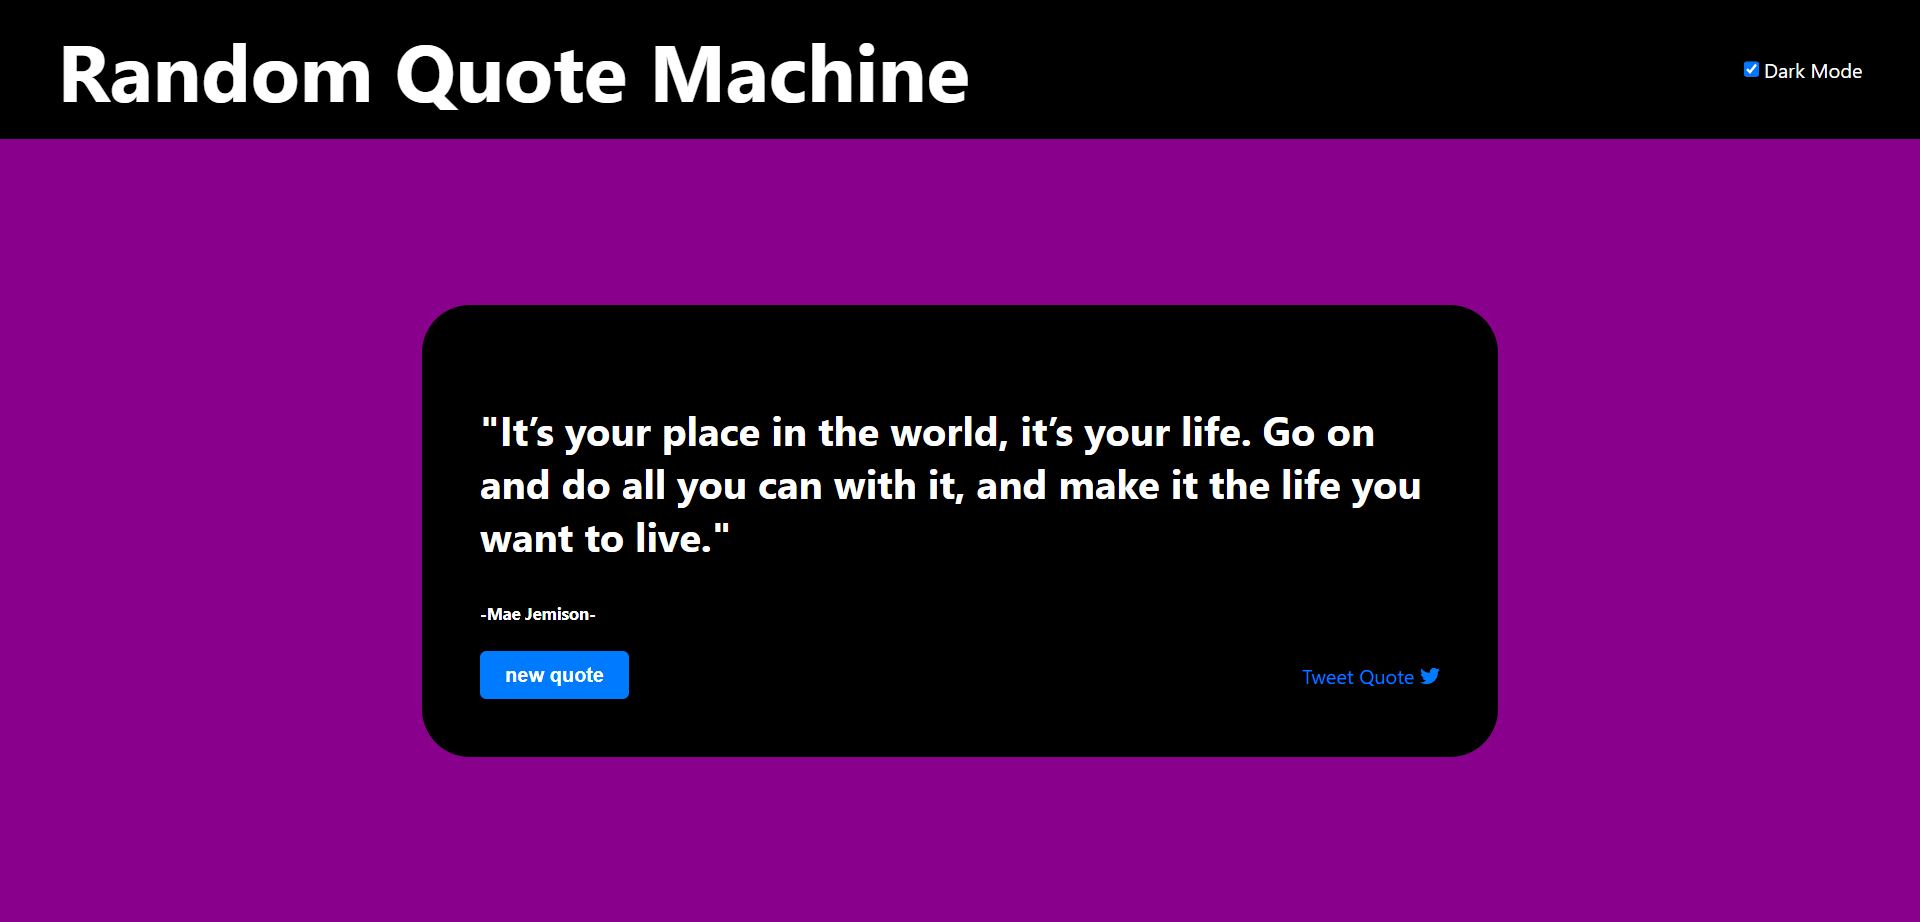 Random Quote Machine
Dark Mode
"It’s your place in the world, it’s your life. Go on
and do all you can with it, and make it the life you
want to live."
-Mae Jemison-
new quote
Tweet Quote